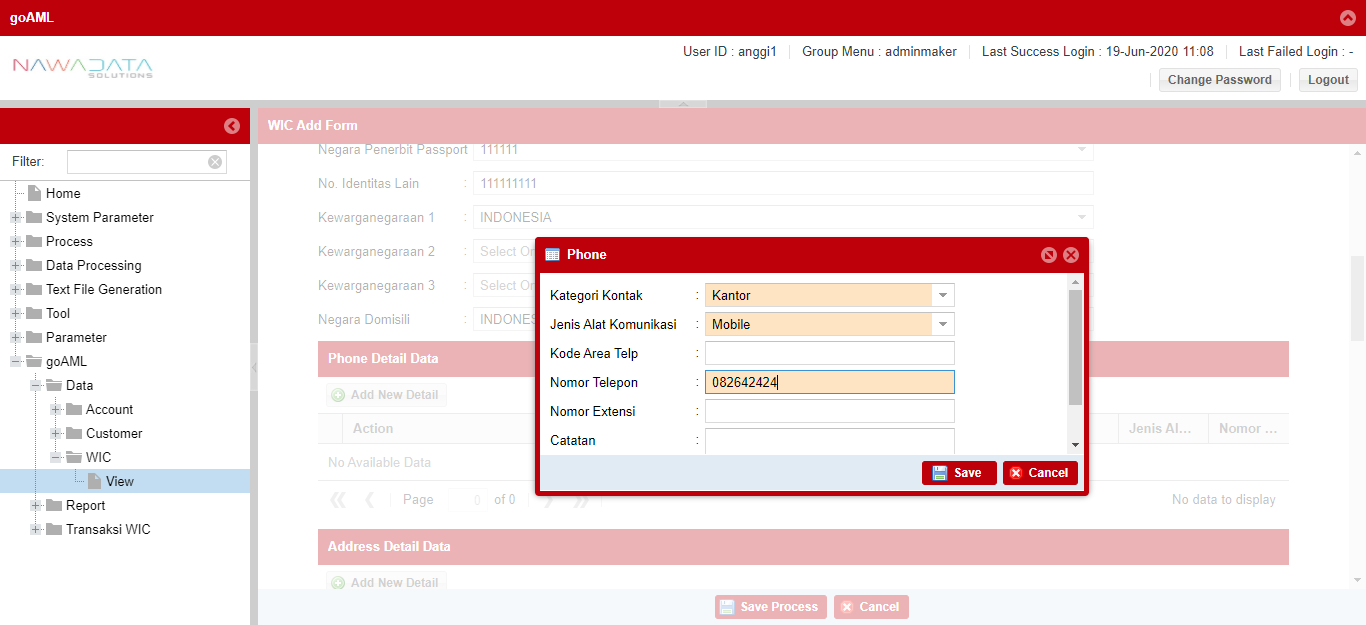 goAML
NAWADATA
SOLUTIONS
User ID : anggi1
Group Menu : adminmaker
Last Success Login : 19-Jun-2020 11:08
Last Failed Login : -
Change Password
Logout
Filter:
Home
System Parameter
Process
Data Processing
Text File Generation
Tool
Parameter
goAML
Data
Account
Customer
WIC
View
Report
Transaksi WIC
WIC Add Form
Negara Penerbit Passport 111111
No. Identitas Lain : 111111111
Kewarganegaraan 1 : INDONESIA
Kewarganegaraan 2 : Select
Kewarganegaraan 3 : Select
Negara Domisili :
Phone Detail Data
Add New Detail
Action
Jenis Al...
Nomor ...
No Available Data
Page 0 of 0
No data to display
Address Detail Data
Add New Detail
Save Process
Cancel
Phone
Kategori Kontak : Kantor
Jenis Alat Komunikasi : Mobile
Kode Area Telp :
Nomor Telepon : 082642424
Nomor Extensi :
Catatan :
Save
Cancel